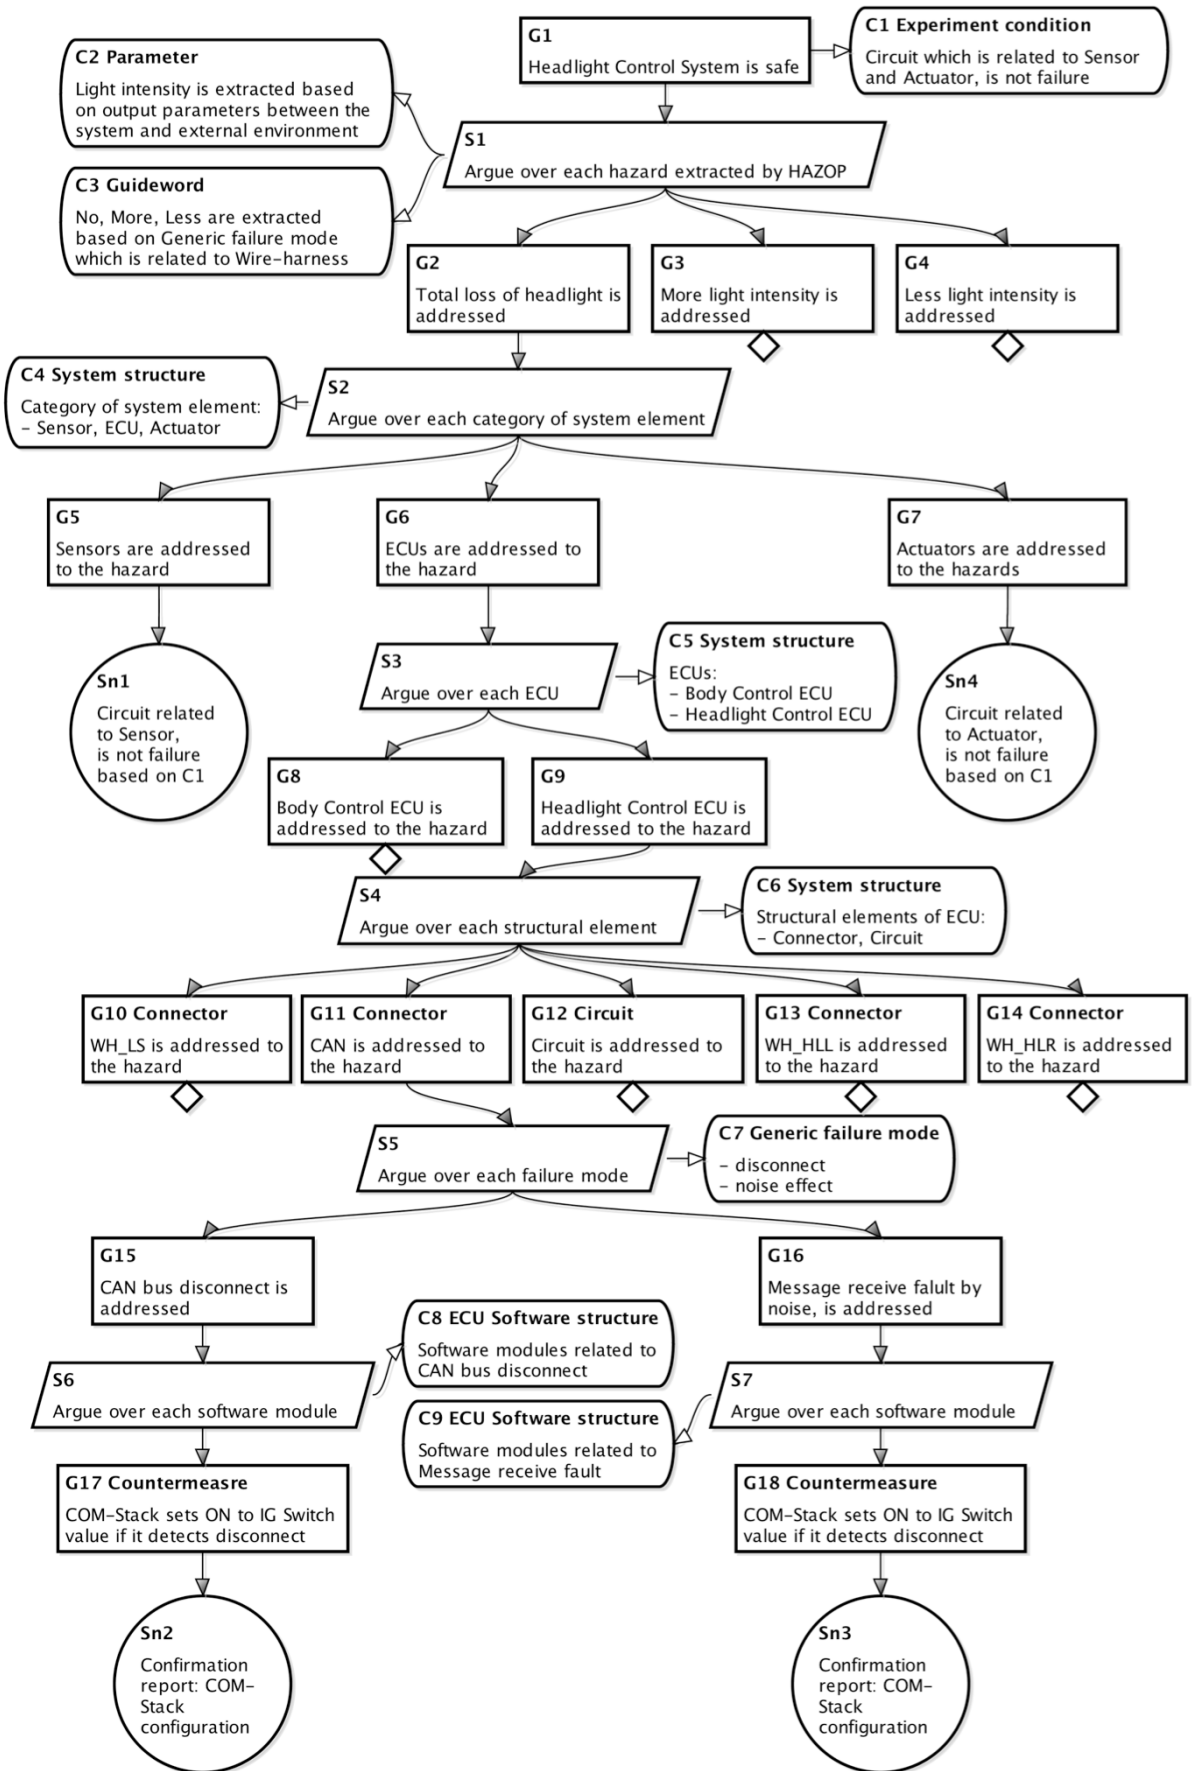 G1
Headlight Control System is safe
C1 Experiment condition
Circuit which is related to Sensor
and Actuator, is not failure
C2 Parameter
Light intensity is extracted based
on output parameters between the
system and external environment
S1
Argue over each hazard extracted by HAZOP
C3 Guideword
No, More, Less are extracted
based on Generic failure mode
which is related to Wire-harness
G2
Total loss of headlight is
addressed
G3
More light intensity is
addressed
G4
Less light intensity is
addressed
C4 System structure
Category of system element:
- Sensor, ECU, Actuator
S2
Argue over each category of system element
G5
Sensors are addressed
to the hazard
G6
ECUs are addressed to
the hazard
G7
Actuators are addressed
to the hazards
Sn1
Circuit related
to Sensor,
is not failure
based on C1
S3
Argue over each ECU
C5 System structure
ECUs:
- Body Control ECU
- Headlight Control ECU
Sn4
Circuit related
to Actuator,
is not failure
based on C1
G8
Body Control ECU is
addressed to the hazard
G9
Headlight Control ECU is
addressed to the hazard
S4
Argue over each structural element
C6 System structure
Structural elements of ECU:
- Connector, Circuit
G10 Connector
WH_LS is addressed to
the hazard
G11 Connector
CAN is addressed to
the hazard
G12 Circuit
Circuit is addressed to
the hazard
G13 Connector
WH_HLL is addressed
to the hazard
G14 Connector
WH_HLR is addressed
to the hazard
S5
Argue over each failure mode
C7 Generic failure mode
- disconnect
- noise effect
G15
CAN bus disconnect is
addressed
G16
Message receive falult by
noise, is addressed
C8 ECU Software structure
Software modules related to
CAN bus disconnect
S6
Argue over each software module
S7
Argue over each software module
C9 ECU Software structure
Software modules related to
Message receive fault
G17 Countermeasre
COM-Stack sets ON to IG Switch
value if it detects disconnect
G18 Countermeasure
COM-Stack sets ON to IG Switch
value if it detects disconnect
Sn2
Confirmation
report: COM-
Stack
configuration
Sn3
Confirmation
report: COM-
Stack
configuration